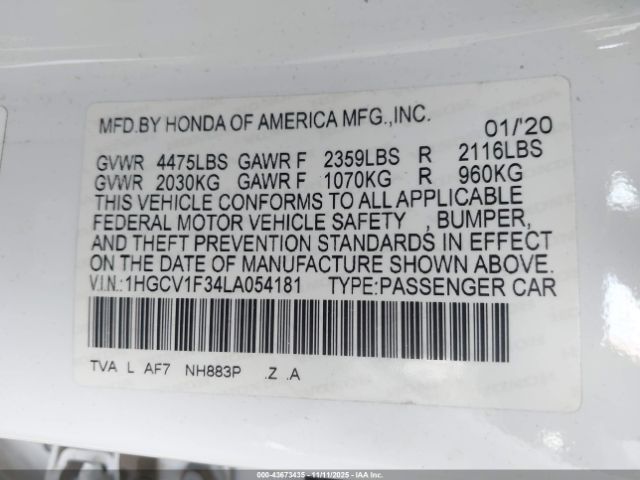 MFD.BY HONDA OF AMERICA MFG.,INC. 01/'20
GVWR 4475LBS GAWR F 2359LBS R 2116LBS
GVWR 2030KG GAWR F 1070KG R 960KG
THIS VEHICLE CONFORMS TO ALL APPLICABLE
FEDERAL MOTOR VEHICLE SAFETY , BUMPER,
AND THEFT PREVENTION STANDARDS IN EFFECT
ON THE DATE OF MANUFACTURE SHOWN ABOVE.
V.I.N.:1HGCV1F34LA054181 TYPE:PASSENGER CAR
TVA L AF7 NH883P .Z .A
000-43673435 - 11/11/2025 - IAA